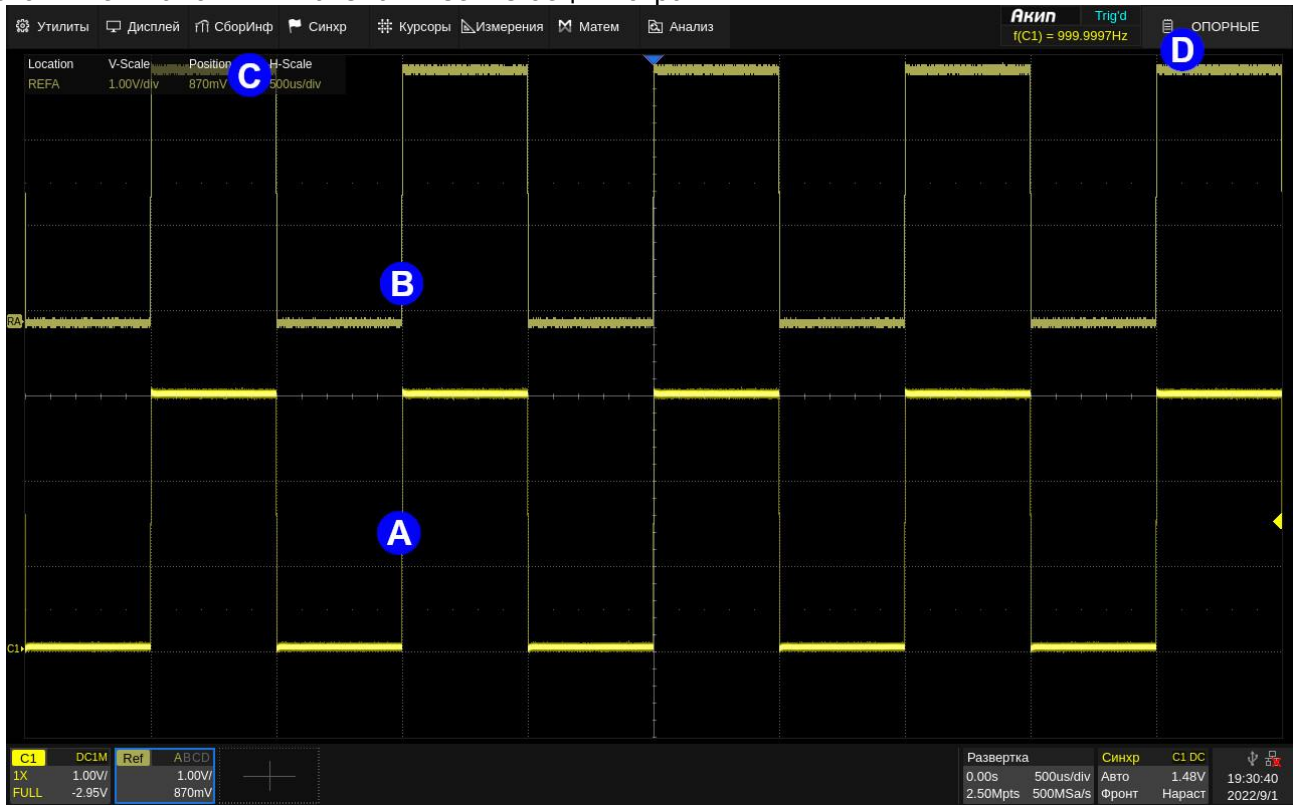 Утилиты Дисплей СборИнф Синхр Курсоры Измерения Матем Анализ
Акип Trig'd
f(C1) = 999.9997Hz
ОПОРНЫЕ
D
Location V-Scale Position H-Scale
REFA 1.00V/div 870mV 500us/div
C
B
RA
A
C1
C1 DC1M
1X 1.00V/
FULL -2.95V
Ref ABCD
1.00V/
870mV
Развертка
0.00s 500us/div
2.50Mpts 500MSa/s
Синхр C1 DC
Авто 1.48V
Фронт Нараст
19:30:40
2022/9/1